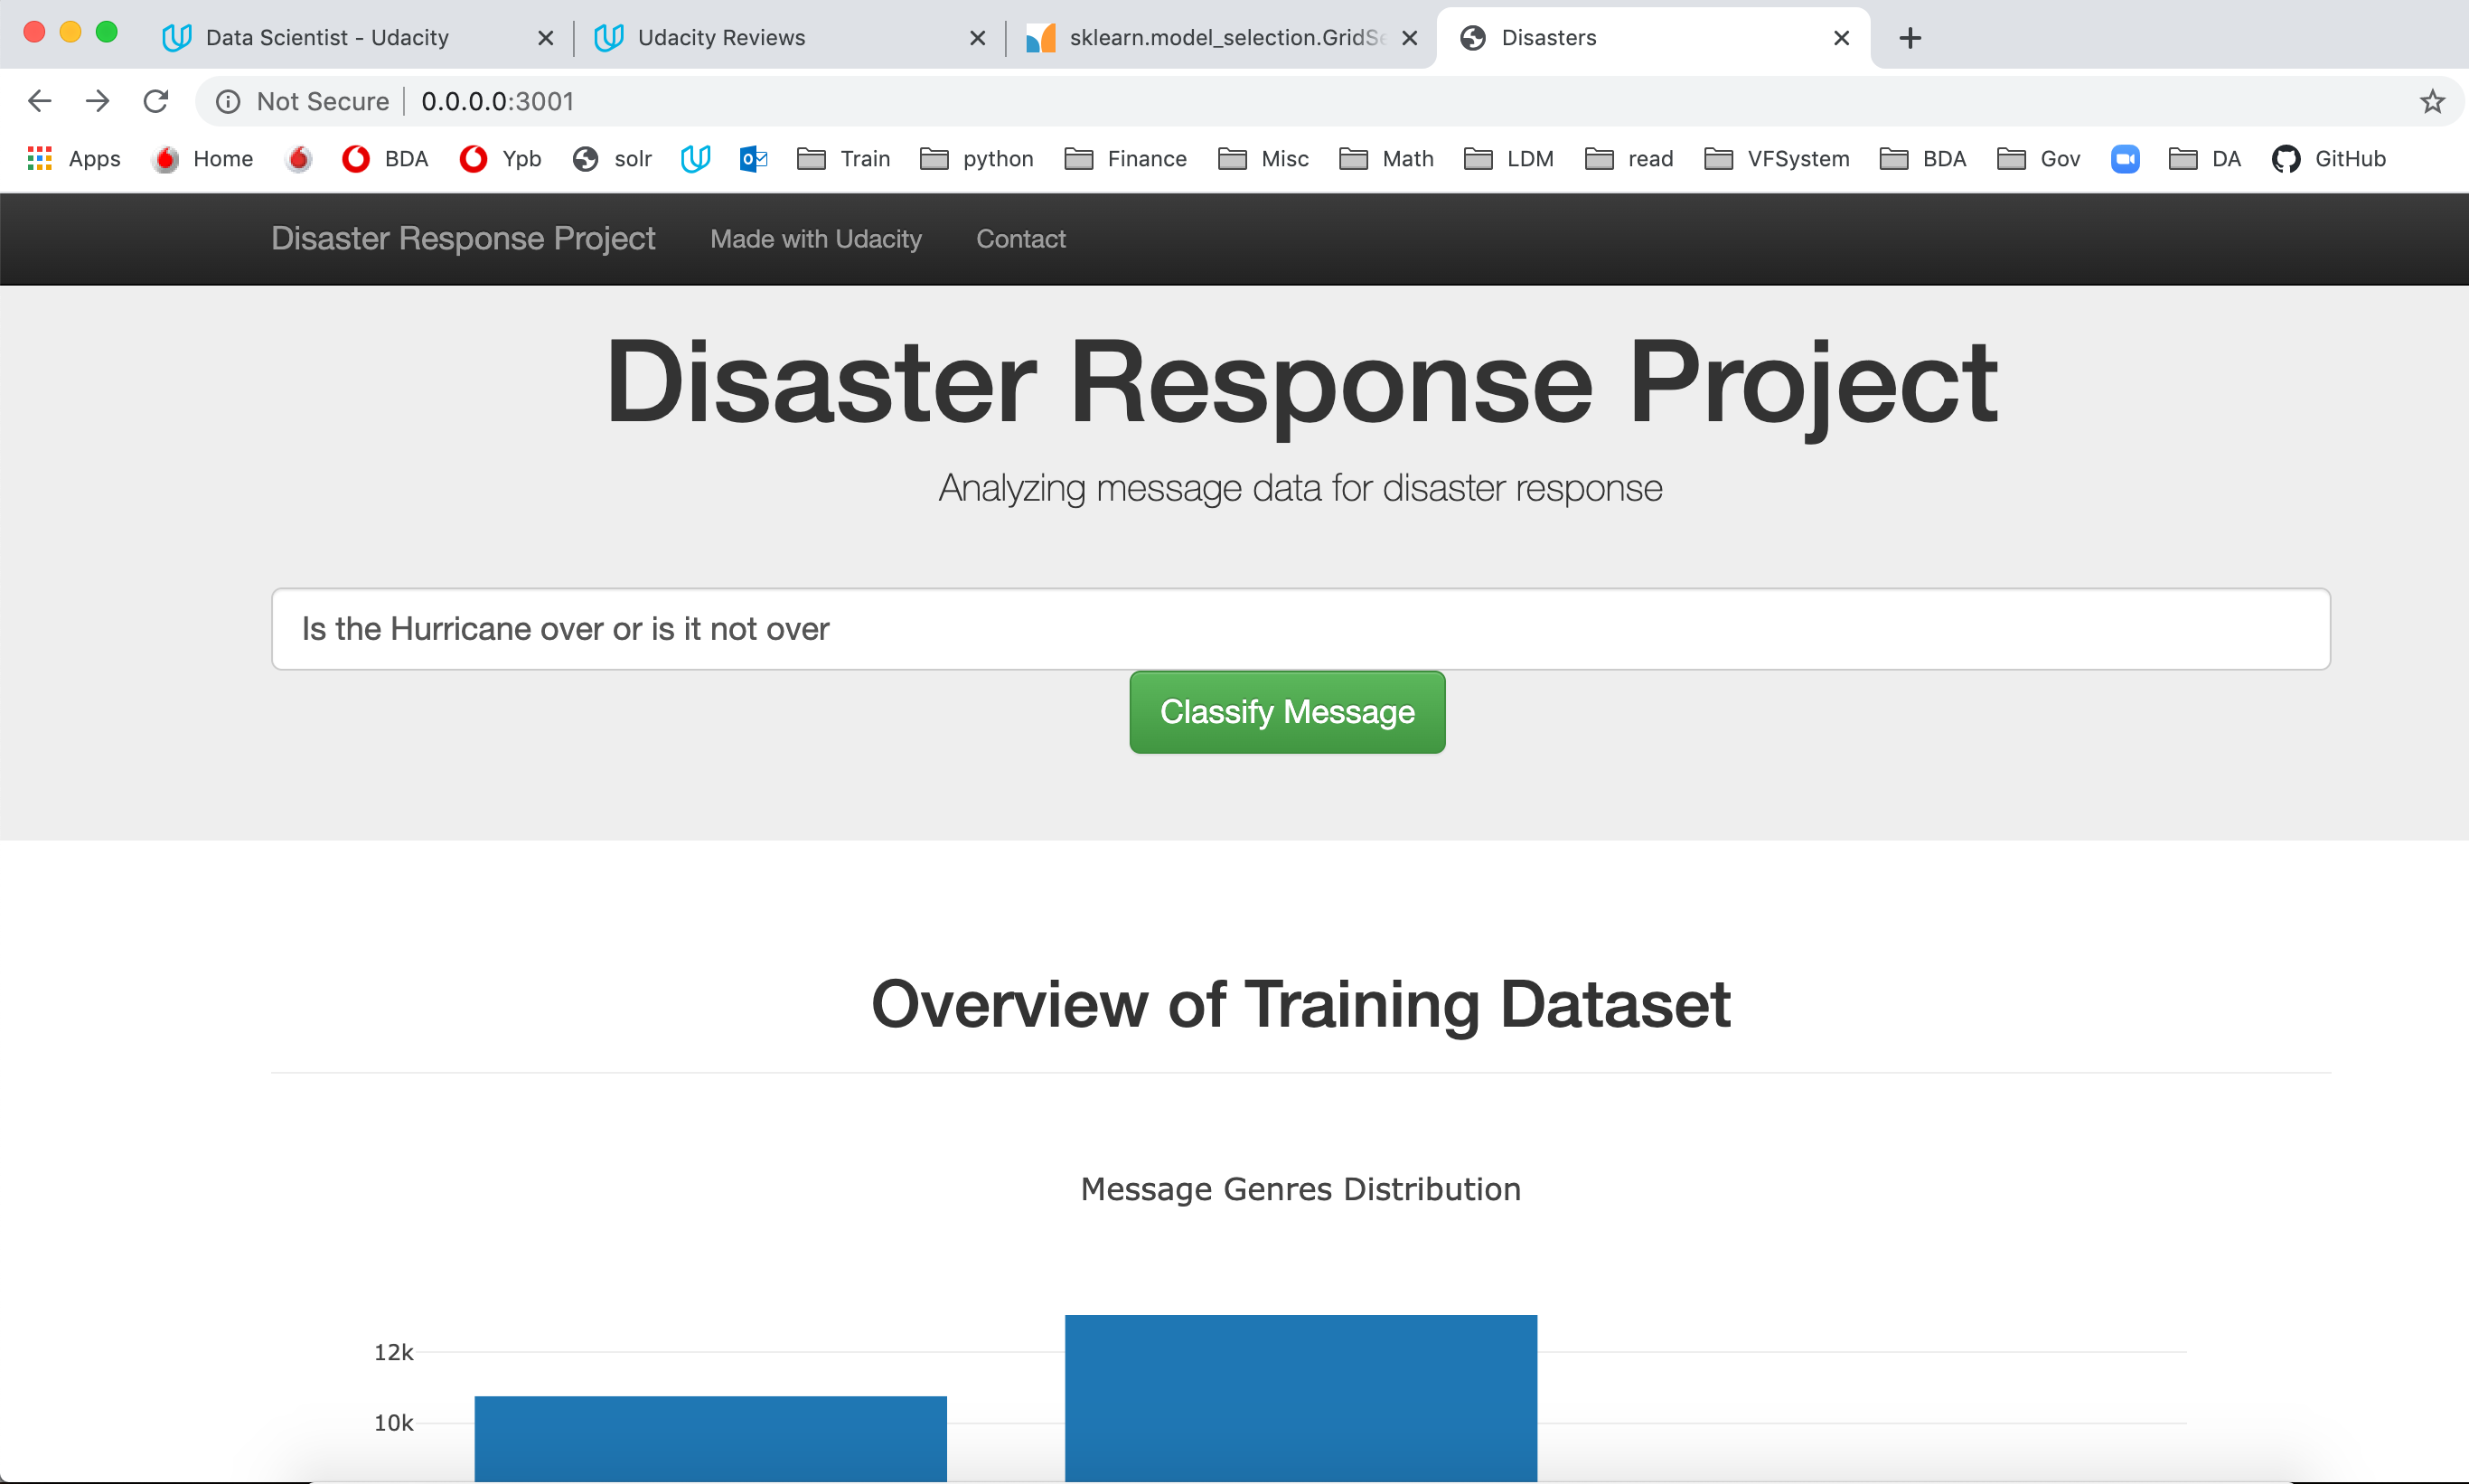 Data Scientist - Udacity
Udacity Reviews
sklearn.model_selection.GridSe
Disasters
Not Secure 0.0.0.0:3001
Apps Home BDA Ypb solr Train python Finance Misc Math LDM read VFSystem BDA Gov DA GitHub
Disaster Response Project Made with Udacity Contact
Disaster Response Project
Analyzing message data for disaster response
Is the Hurricane over or is it not over
Classify Message
Overview of Training Dataset
Message Genres Distribution
12k
10k